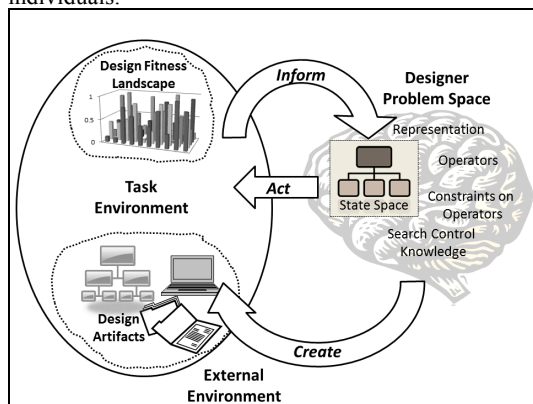 individuals.
Design Fitness
Landscape
1
0.5
0
Inform
Designer
Problem Space
Representation
Operators
State Space
Constraints on
Operators
Search Control
Knowledge
Act
Task
Environment
Design
Artifacts
Create
External
Environment